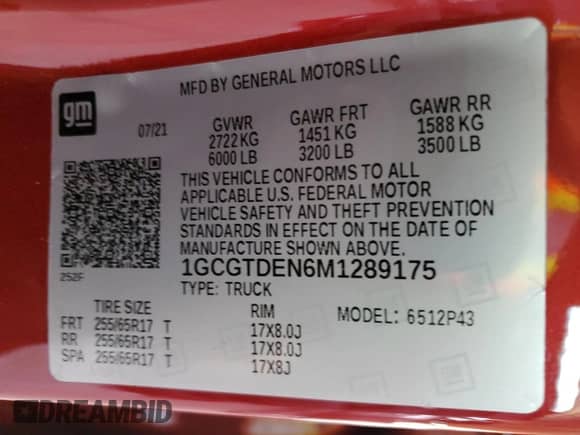 MFD BY GENERAL MOTORS LLC
gm
07/21
GVWR GAWR FRT GAWR RR
2722 KG 1451 KG 1588 KG
6000 LB 3200 LB 3500 LB
THIS VEHICLE CONFORMS TO ALL
APPLICABLE U.S. FEDERAL MOTOR
VEHICLE SAFETY AND THEFT PREVENTION
STANDARDS IN EFFECT ON THE DATE OF
MANUFACTURE SHOWN ABOVE.
252F
1GCGTDEN6M1289175
TYPE: TRUCK
TIRE SIZE RIM MODEL: 6512P43
FRT 255/65R17 T 17X8.0J
RR 255/65R17 T 17X8.0J
SPA 255/65R17 T 17X8J
DREAMBID